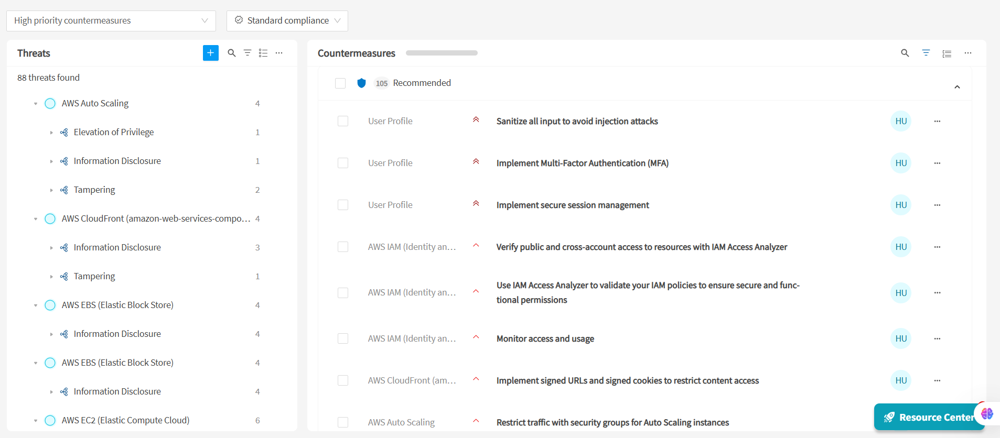 High priority countermeasures
Standard compliance
Threats
88 threats found
AWS Auto Scaling 4
Elevation of Privilege 1
Information Disclosure 1
Tampering 2
AWS CloudFront (amazon-web-services-compo... 4
Information Disclosure 3
Tampering 1
AWS EBS (Elastic Block Store) 4
Information Disclosure 4
AWS EBS (Elastic Block Store) 4
Information Disclosure 4
AWS EC2 (Elastic Compute Cloud) 6
Countermeasures
105 Recommended
User Profile Sanitize all input to avoid injection attacks HU
User Profile Implement Multi-Factor Authentication (MFA) HU
User Profile Implement secure session management HU
AWS IAM (Identity an... Verify public and cross-account access to resources with IAM Access Analyzer HU
AWS IAM (Identity an... Use IAM Access Analyzer to validate your IAM policies to ensure secure and func-
tional permissions HU
AWS IAM (Identity an... Monitor access and usage HU
AWS CloudFront (am... Implement signed URLs and signed cookies to restrict content access HU
AWS Auto Scaling Restrict traffic with security groups for Auto Scaling instances
Resource Center